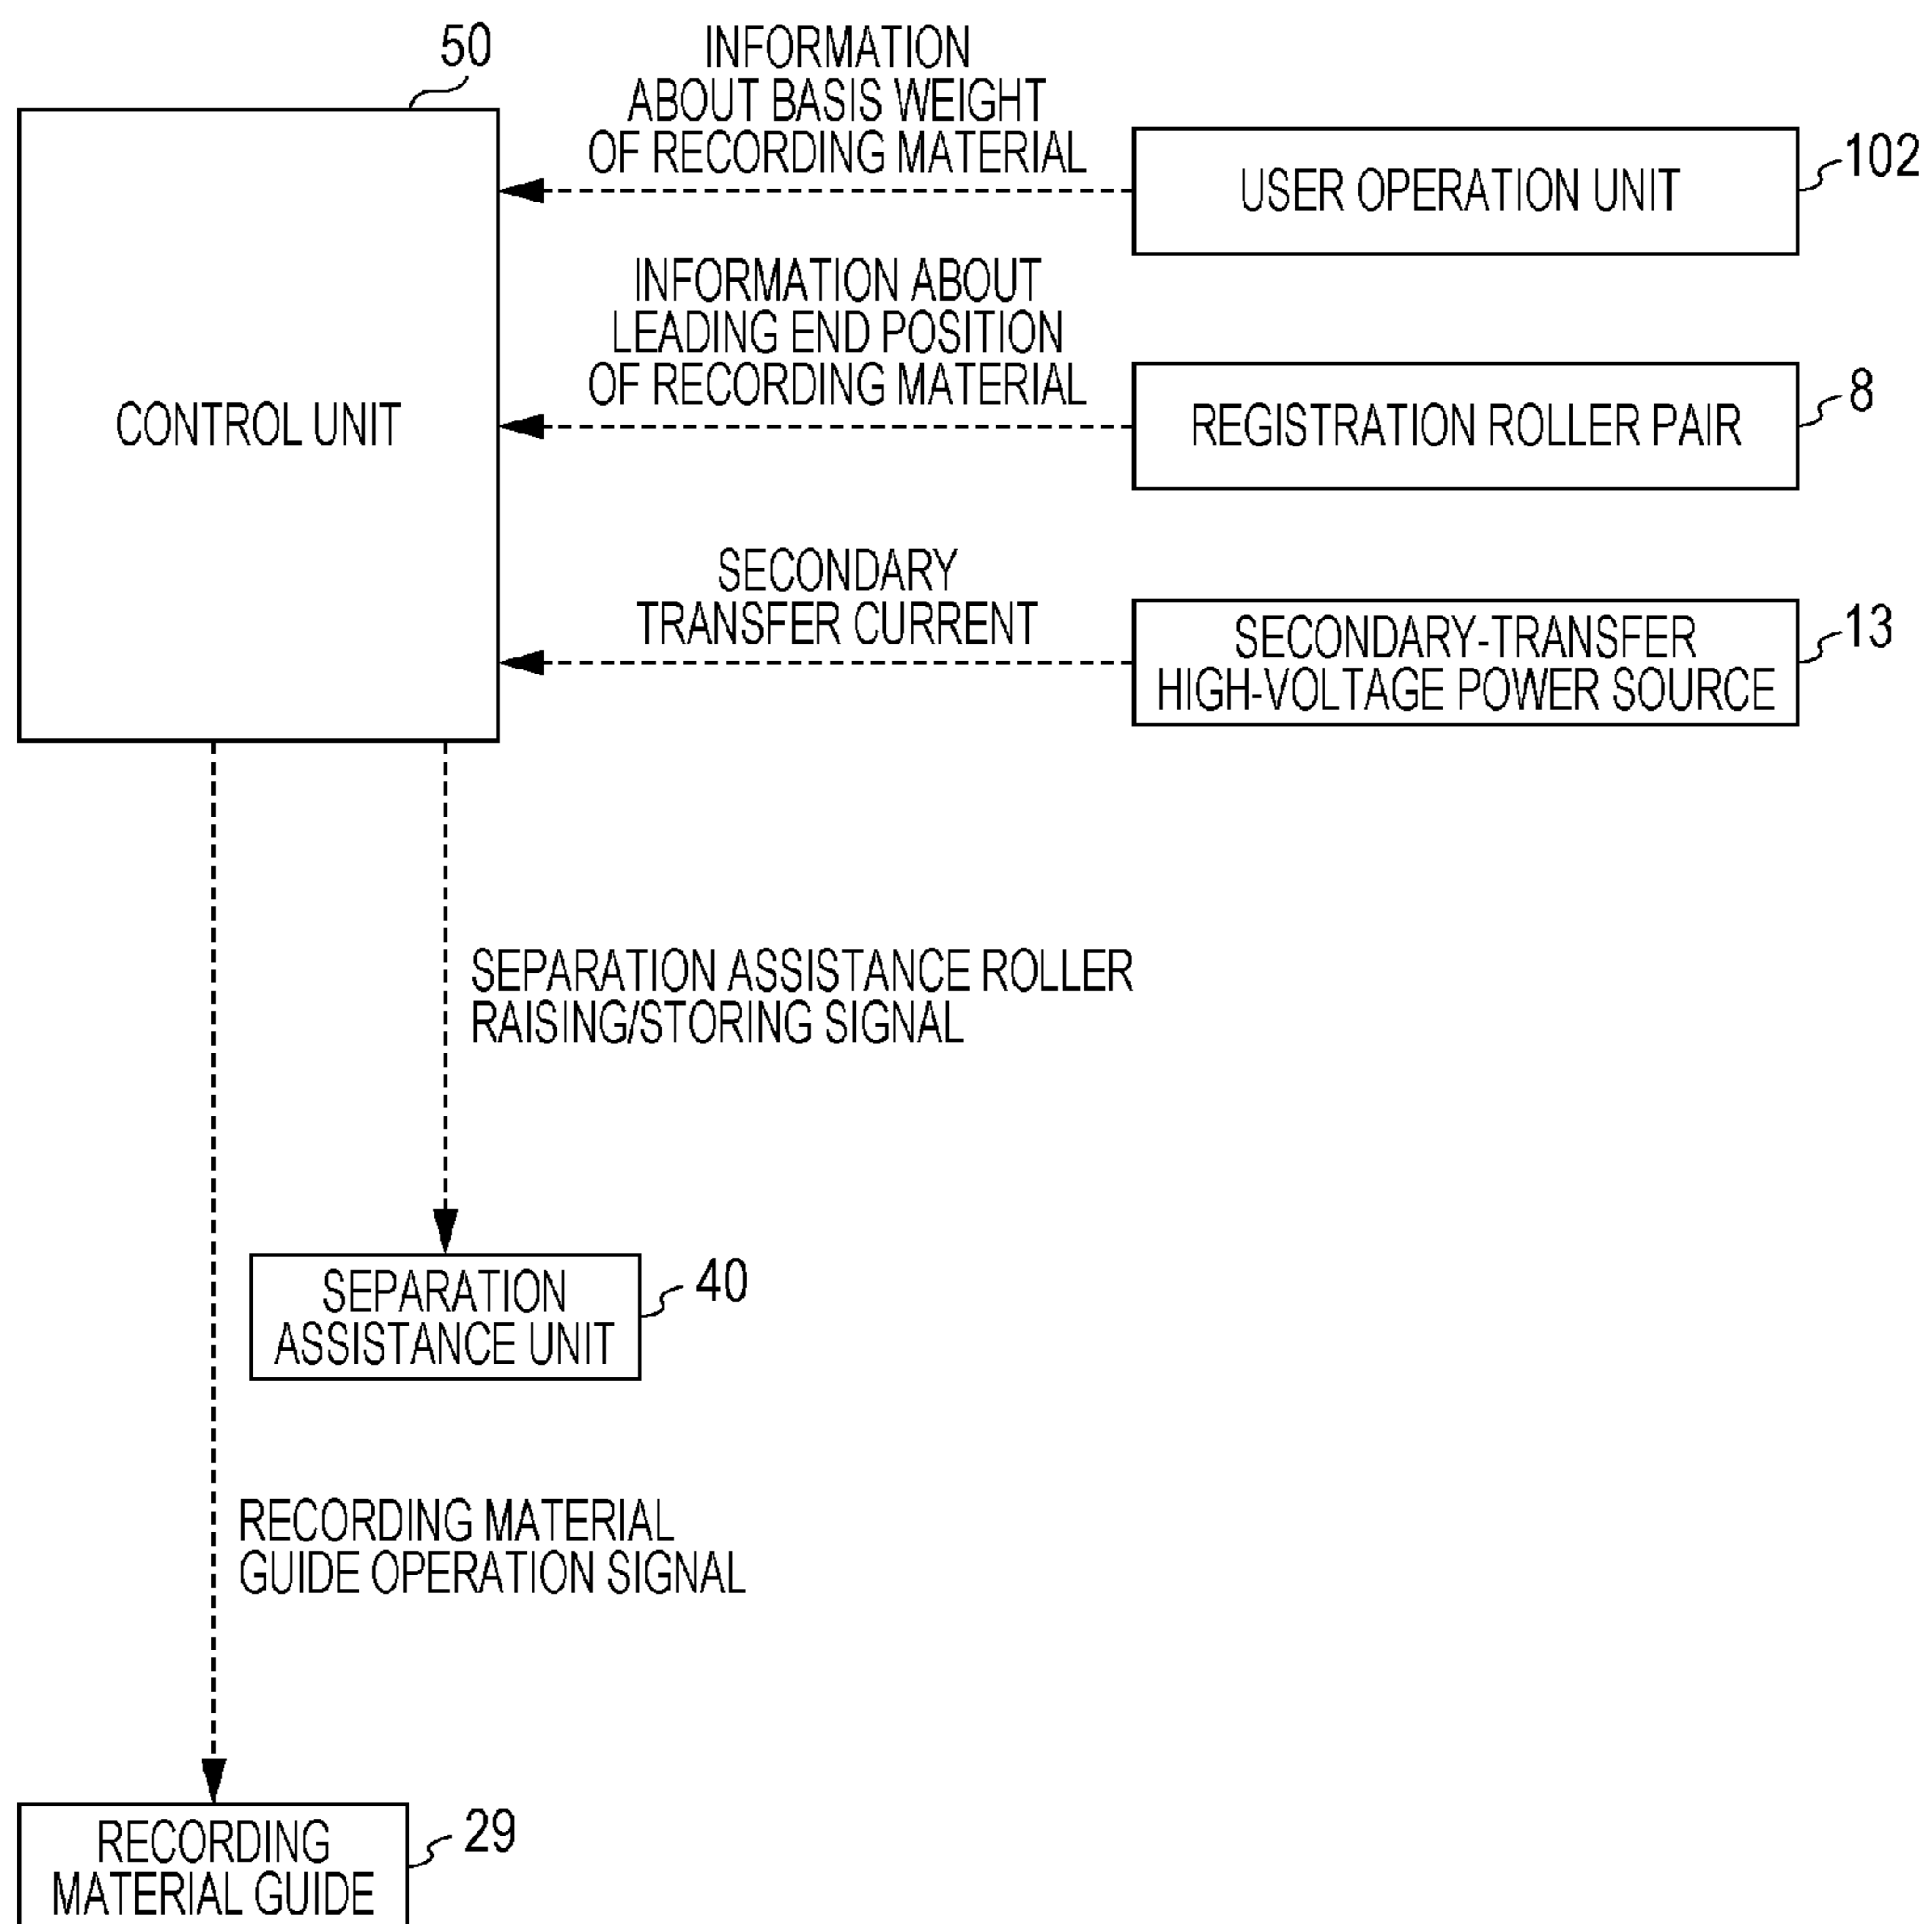 50
INFORMATION
ABOUT BASIS WEIGHT
OF RECORDING MATERIAL
USER OPERATION UNIT
102
INFORMATION ABOUT
LEADING END POSITION
OF RECORDING MATERIAL
CONTROL UNIT
REGISTRATION ROLLER PAIR
8
SECONDARY
TRANSFER CURRENT
SECONDARY-TRANSFER
HIGH-VOLTAGE POWER SOURCE
13
SEPARATION ASSISTANCE ROLLER
RAISING/STORING SIGNAL
SEPARATION
ASSISTANCE UNIT
40
RECORDING MATERIAL
GUIDE OPERATION SIGNAL
RECORDING
MATERIAL GUIDE
29